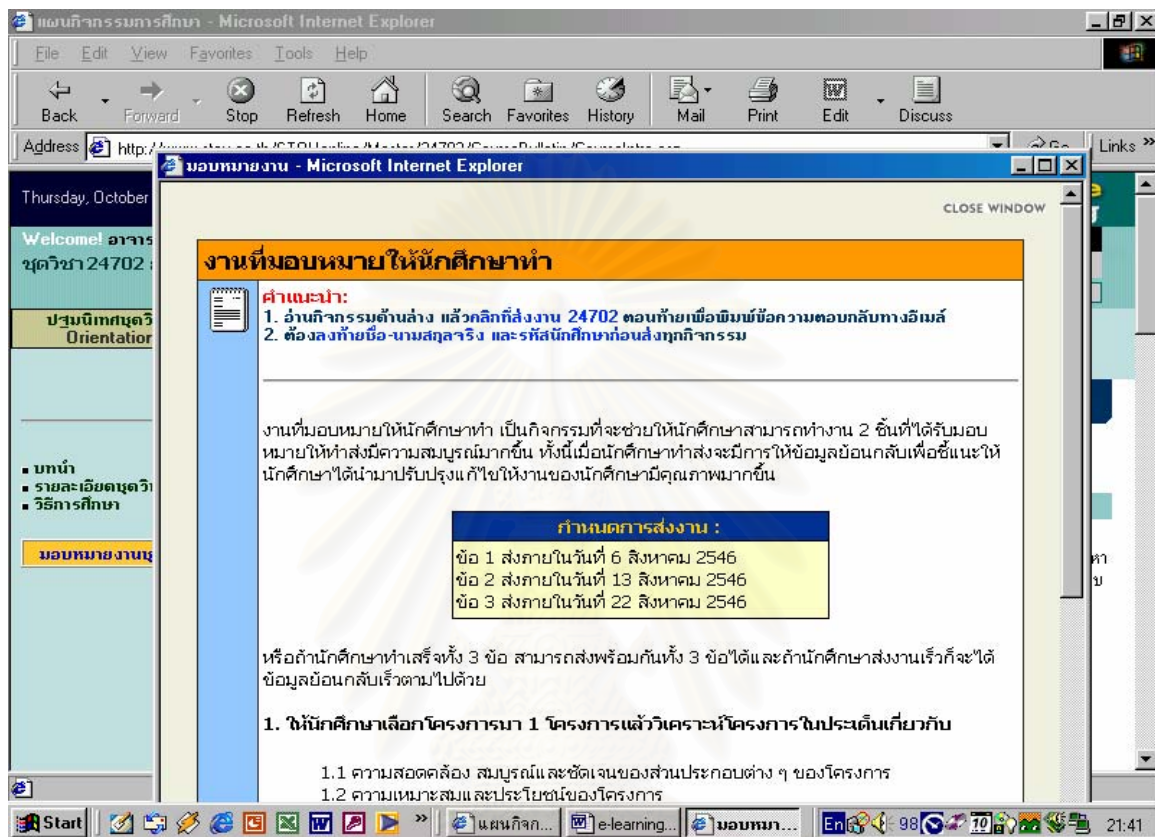 แผนกิจกรรมการศึกษา - Microsoft Internet Explorer
File Edit View Favorites Tools Help
Back Forward Stop Refresh Home Search Favorites History Mail Print Edit Discuss
Address http:/ Go Links »
มอบหมายงาน - Microsoft Internet Explorer
Thursday, October
CLOSE WINDOW
Welcome! อาจาร
ชุดวิชา 24702
งานที่มอบหมายให้นักศึกษาทำ
ปฐมนิเทศชุดวิ
Orientation
คำแนะนำ:
1. อ่านกิจกรรมด้านล่าง แล้วคลิกที่ส่งงาน 24702 ตอนท้ายเพื่อพิมพ์ข้อความตอบกลับทางอีเมล์
2. ต้องลงท้ายชื่อ-นามสกุลจริง และรหัสนักศึกษาก่อนส่งทุกกิจกรรม
งานที่มอบหมายให้นักศึกษาทำ เป็นกิจกรรมที่จะช่วยให้นักศึกษาสามารถทำงาน 2 ชิ้นที่ได้รับมอบ
หมายให้ทำส่งมีความสมบูรณ์มากขึ้น ทั้งนี้เมื่อนักศึกษาทำส่งจะมีการให้ข้อมูลย้อนกลับเพื่อชี้แนะให้
นักศึกษาได้นำมาปรับปรุงแก้ไขให้งานของนักศึกษามีคุณภาพมากขึ้น
บทนำ
รายละเอียดชุดวิ
วิธีการศึกษา
มอบหมายงานชุ
กำหนดการส่งงาน :
ข้อ 1 ส่งภายในวันที่ 6 สิงหาคม 2546
ข้อ 2 ส่งภายในวันที่ 13 สิงหาคม 2546
ข้อ 3 ส่งภายในวันที่ 22 สิงหาคม 2546
หรือถ้านักศึกษาทำเสร็จทั้ง 3 ข้อ สามารถส่งพร้อมกันทั้ง 3 ข้อได้และถ้านักศึกษาส่งงานเร็วก็จะได้
ข้อมูลย้อนกลับเร็วตามไปด้วย
1. ให้นักศึกษาเลือกโครงการมา 1 โครงการแล้ววิเคราะห์โครงการในประเด็นเกี่ยวกับ
1.1 ความสอดคล้อง สมบูรณ์และชัดเจนของส่วนประกอบต่าง ๆ ของโครงการ
1.2 ความเหมาะสมและประโยชน์ของโครงการ
Start » แผนกิจก... e-learning... มอบหมา... En 98 10 21:41